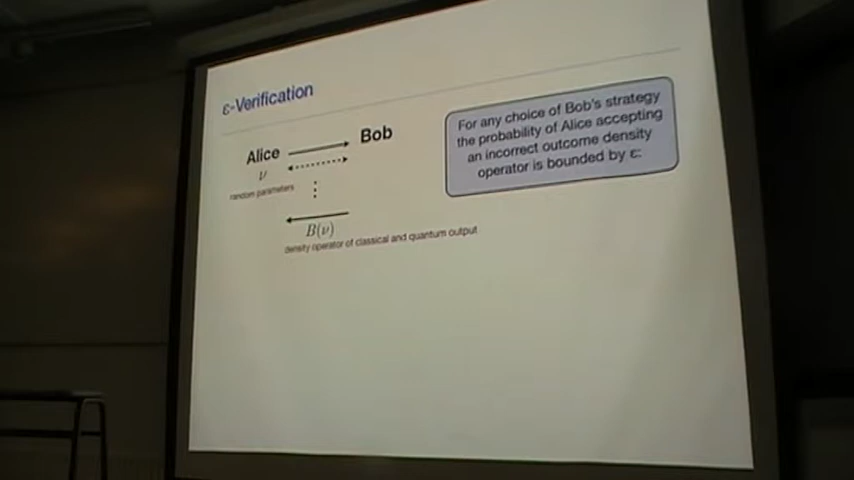 ε-Verification
Alice
Bob
ν
random parameters
B(ν)
density operator of classical and quantum output
For any choice of Bob's strategy
the probability of Alice accepting
an incorrect outcome density
operator is bounded by ε: